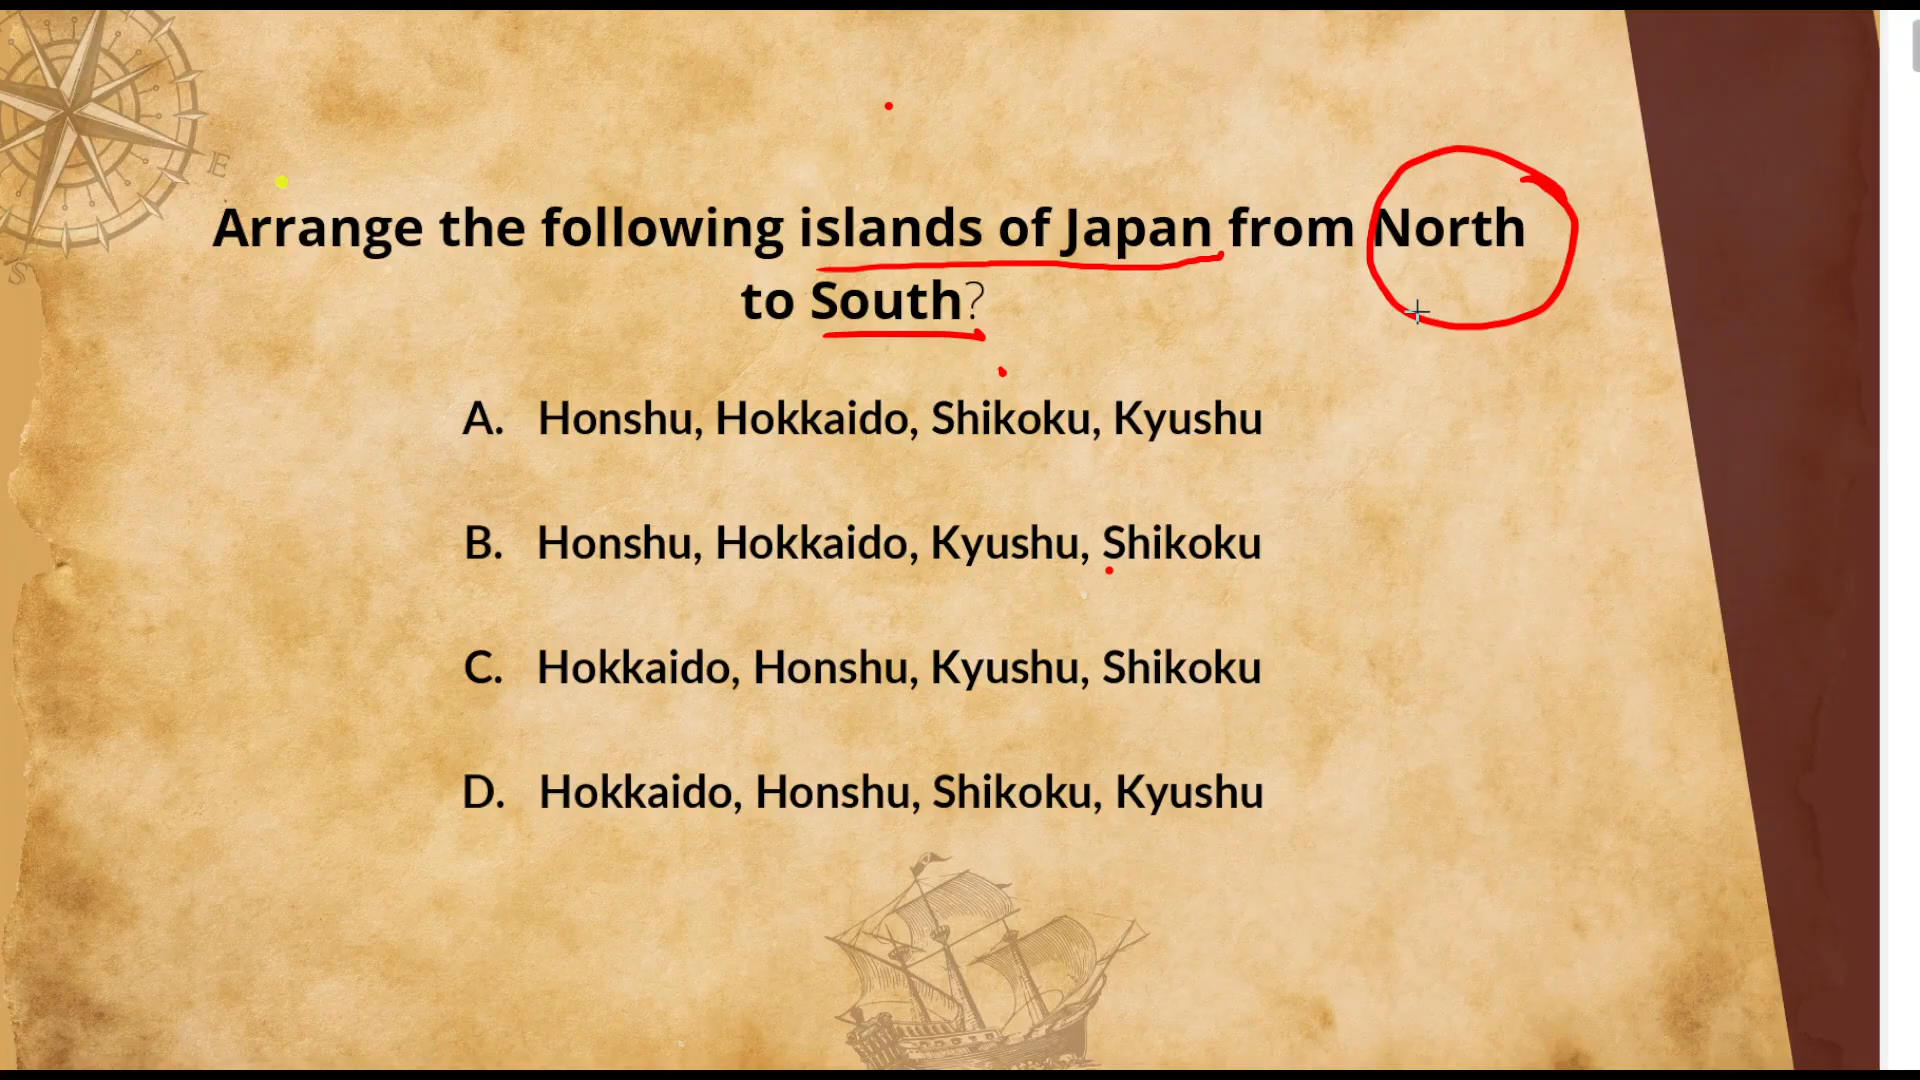 E
S
Arrange the following islands of Japan from North
to South?
A. Honshu, Hokkaido, Shikoku, Kyushu
B. Honshu, Hokkaido, Kyushu, Shikoku
C. Hokkaido, Honshu, Kyushu, Shikoku
D. Hokkaido, Honshu, Shikoku, Kyushu